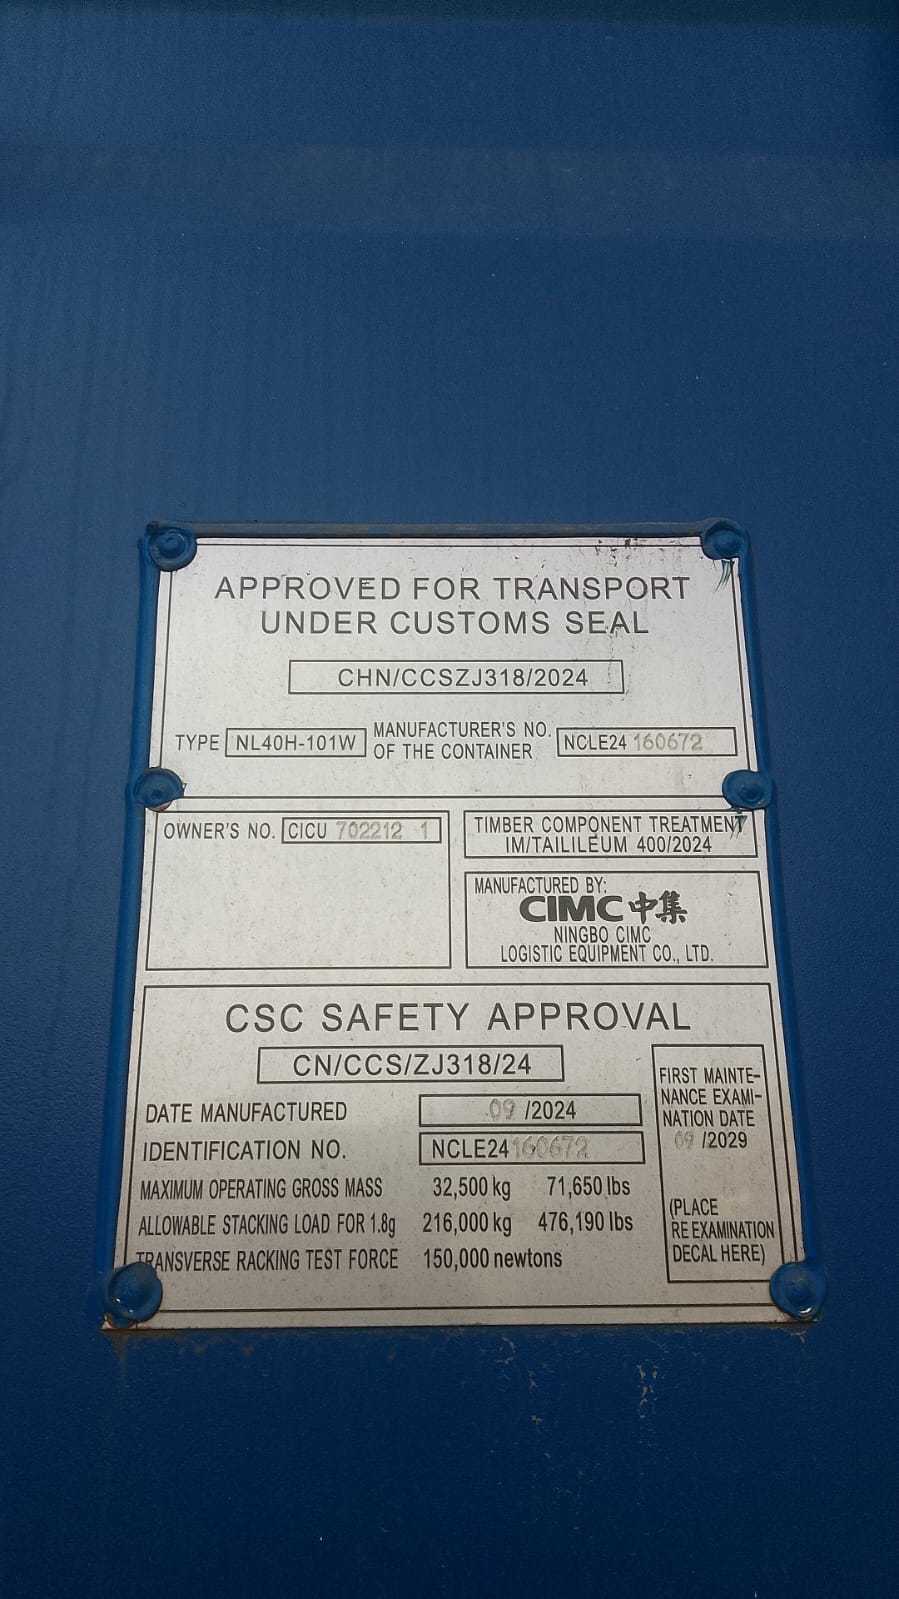 APPROVED FOR TRANSPORT
UNDER CUSTOMS SEAL
CHN/CCSZJ318/2024
TYPE NL40H-101W MANUFACTURER'S NO. OF THE CONTAINER NCLE24 160672
OWNER'S NO. CICU 702212 1
TIMBER COMPONENT TREATMENT
IM/TAILILEUM 400/2024
MANUFACTURED BY:
CIMC 中集
NINGBO CIMC
LOGISTIC EQUIPMENT CO., LTD.
CSC SAFETY APPROVAL
CN/CCS/ZJ318/24
DATE MANUFACTURED 09 /2024
IDENTIFICATION NO. NCLE24 160672
MAXIMUM OPERATING GROSS MASS 32,500 kg 71,650 lbs
ALLOWABLE STACKING LOAD FOR 1.8g 216,000 kg 476,190 lbs
TRANSVERSE RACKING TEST FORCE 150,000 newtons
FIRST MAINTE-
NANCE EXAMI-
NATION DATE
09 /2029
(PLACE
RE EXAMINATION
DECAL HERE)